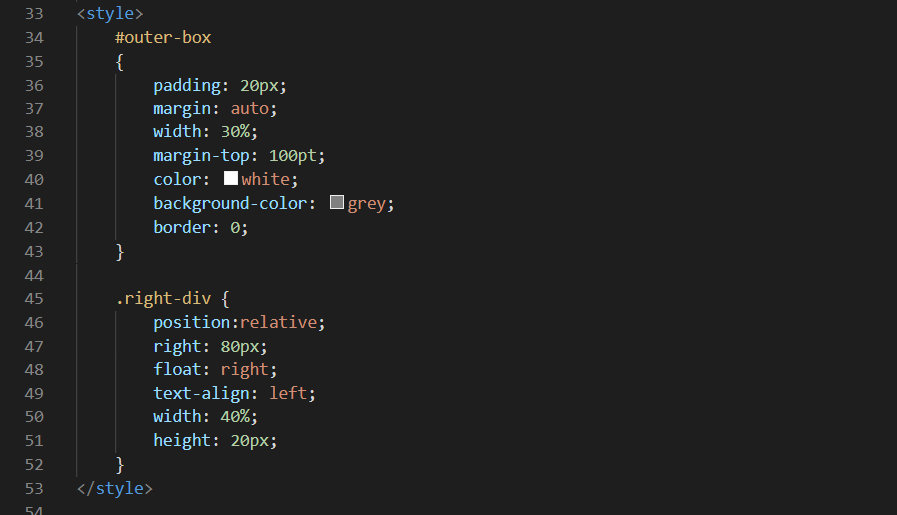 33 <style>
34 #outer-box
35 {
36 padding: 20px;
37 margin: auto;
38 width: 30%;
39 margin-top: 100pt;
40 color: white;
41 background-color: grey;
42 border: 0;
43 }
44
45 .right-div {
46 position:relative;
47 right: 80px;
48 float: right;
49 text-align: left;
50 width: 40%;
51 height: 20px;
52 }
53 </style>
54